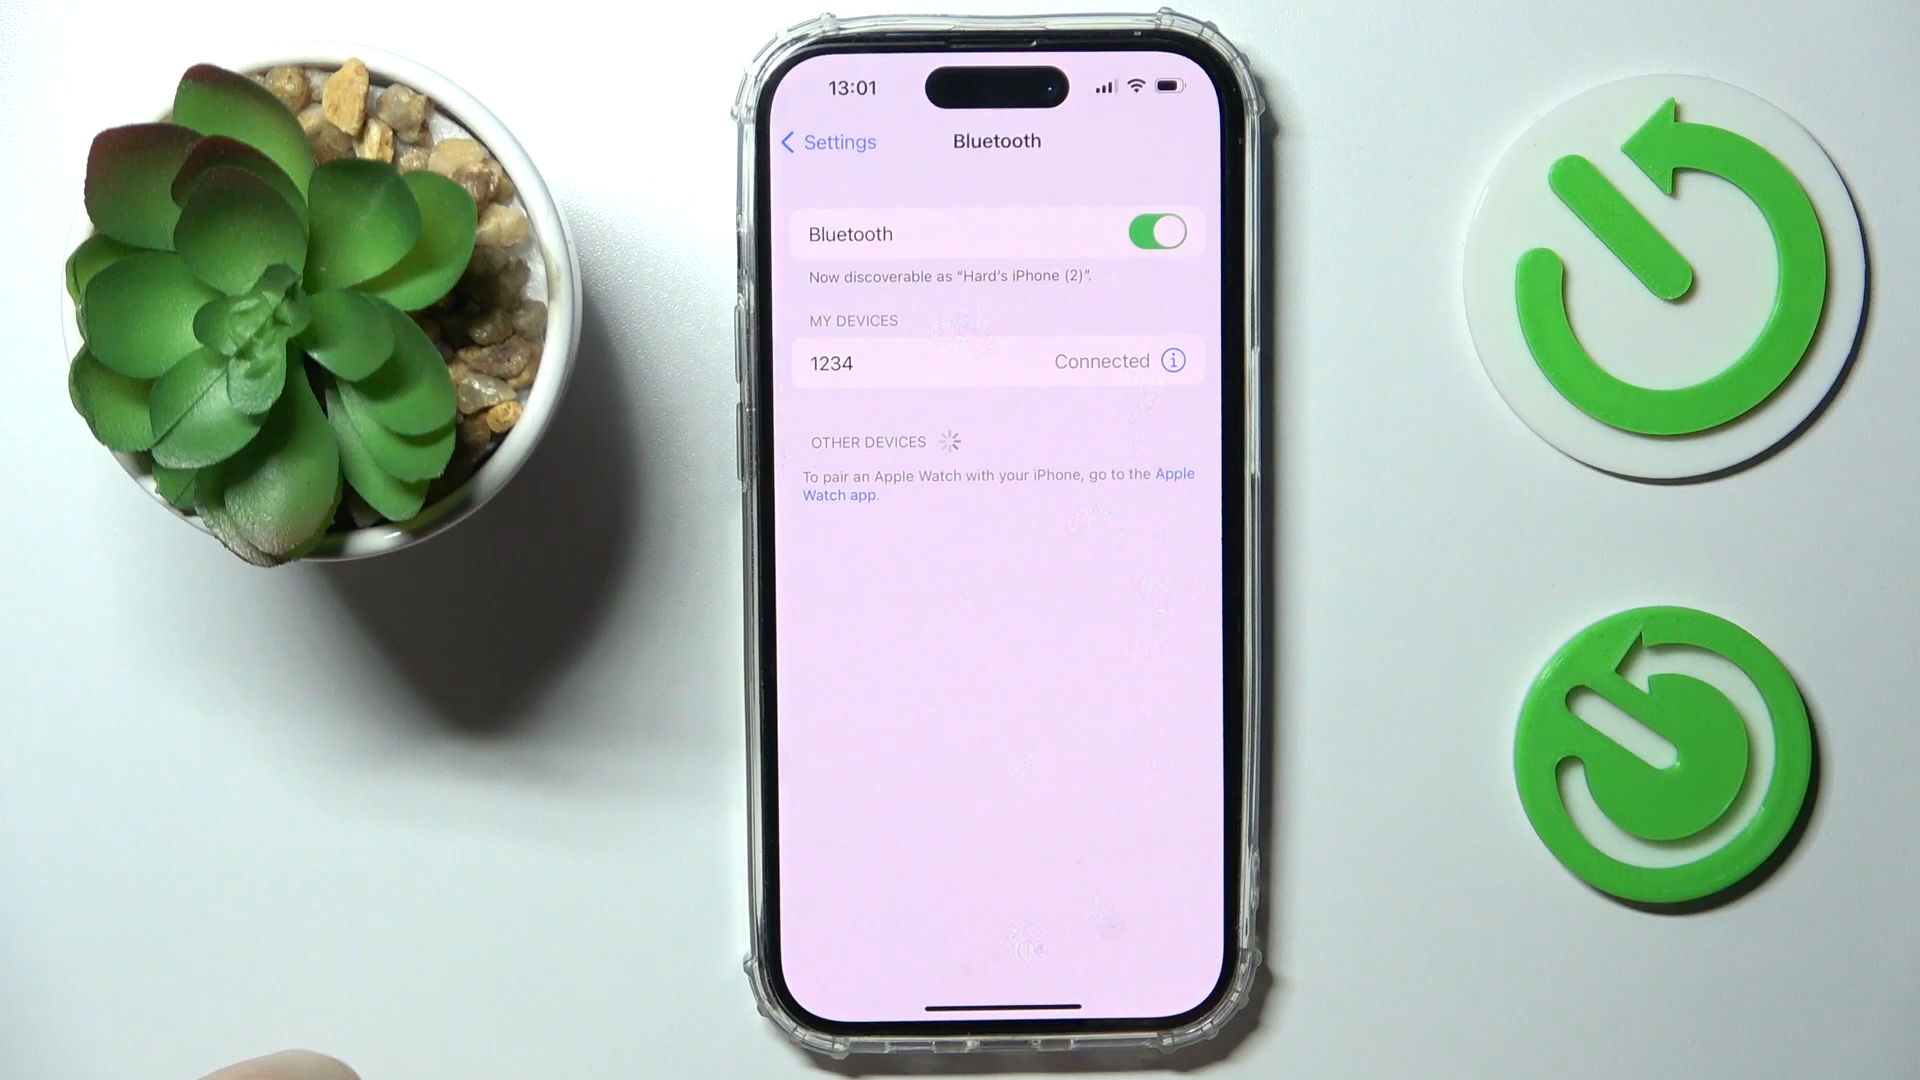 13:01
Settings
Bluetooth
Bluetooth
Now discoverable as “Hard's iPhone (2)”.
MY DEVICES
1234 Connected
OTHER DEVICES
To pair an Apple Watch with your iPhone, go to the Apple
Watch app.